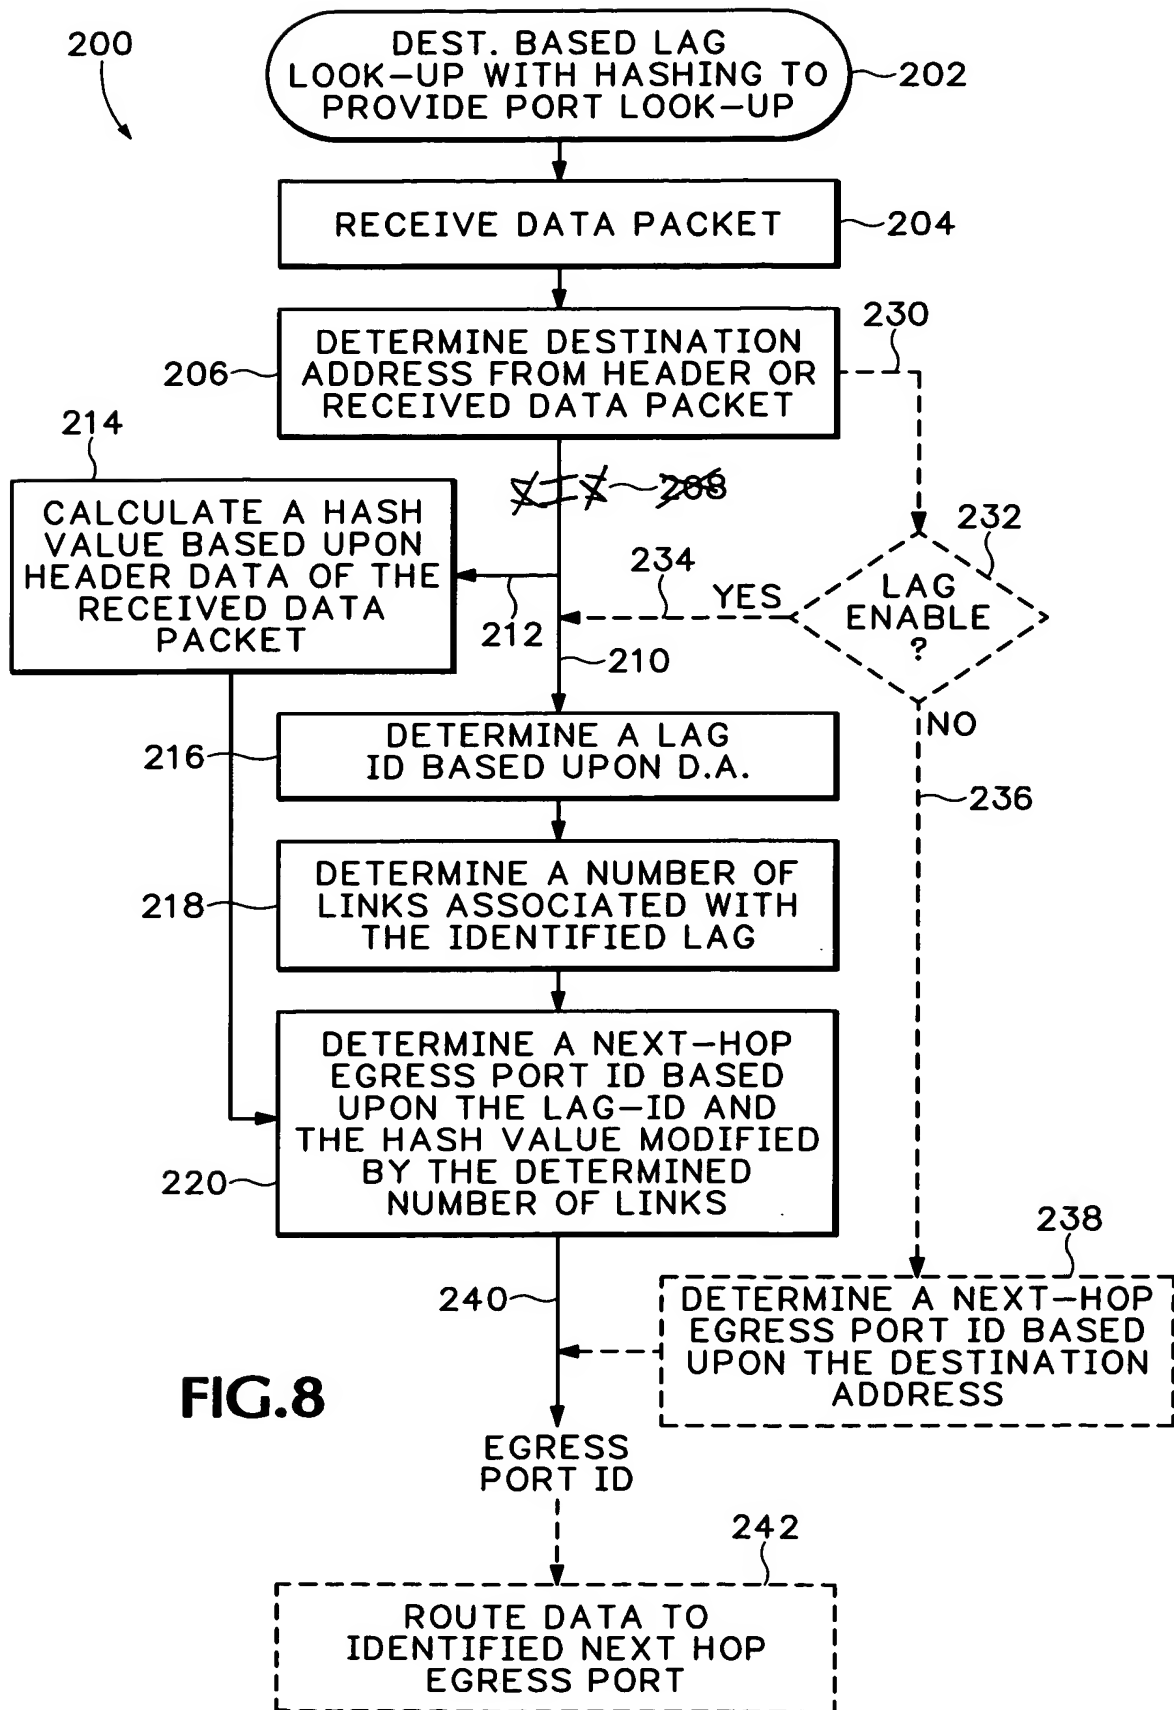 200
DEST. BASED LAG
LOOK-UP WITH HASHING TO
PROVIDE PORT LOOK-UP
202
RECEIVE DATA PACKET
204
230
DETERMINE DESTINATION
ADDRESS FROM HEADER OR
RECEIVED DATA PACKET
206
214
208
CALCULATE A HASH
VALUE BASED UPON
HEADER DATA OF THE
RECEIVED DATA
PACKET
212
210
234
YES
232
LAG
ENABLE
?
NO
236
216
DETERMINE A LAG
ID BASED UPON D.A.
218
DETERMINE A NUMBER OF
LINKS ASSOCIATED WITH
THE IDENTIFIED LAG
220
DETERMINE A NEXT-HOP
EGRESS PORT ID BASED
UPON THE LAG-ID AND
THE HASH VALUE MODIFIED
BY THE DETERMINED
NUMBER OF LINKS
238
240
DETERMINE A NEXT-HOP
EGRESS PORT ID BASED
UPON THE DESTINATION
ADDRESS
FIG.8
EGRESS
PORT ID
242
ROUTE DATA TO
IDENTIFIED NEXT HOP
EGRESS PORT